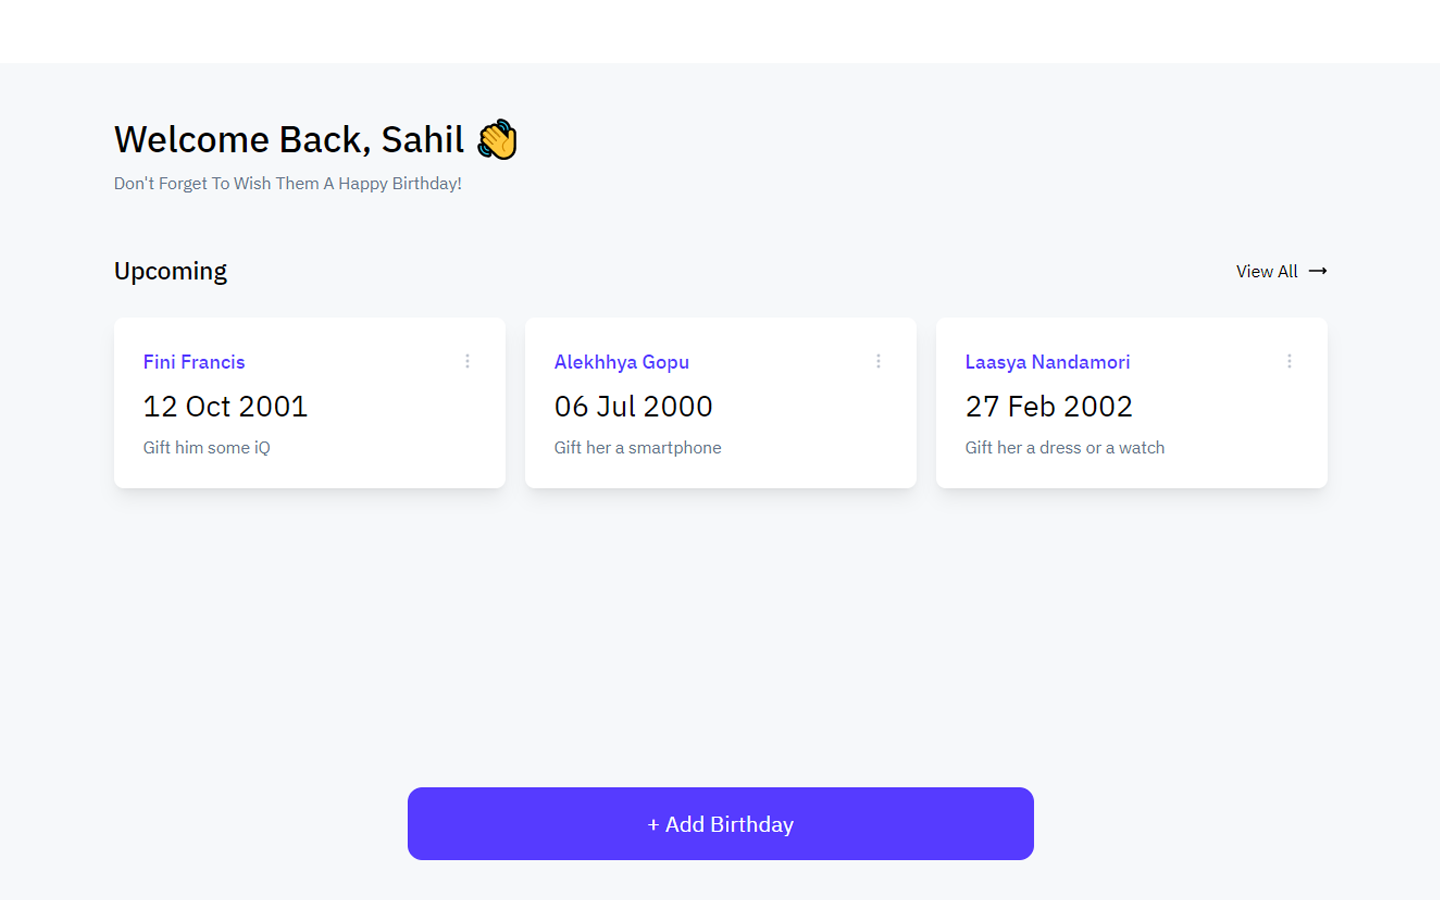 Welcome Back, Sahil 👋
Don't Forget To Wish Them A Happy Birthday!
Upcoming
View All →
Fini Francis
12 Oct 2001
Gift him some iQ
Alekhhya Gopu
06 Jul 2000
Gift her a smartphone
Laasya Nandamori
27 Feb 2002
Gift her a dress or a watch
+ Add Birthday